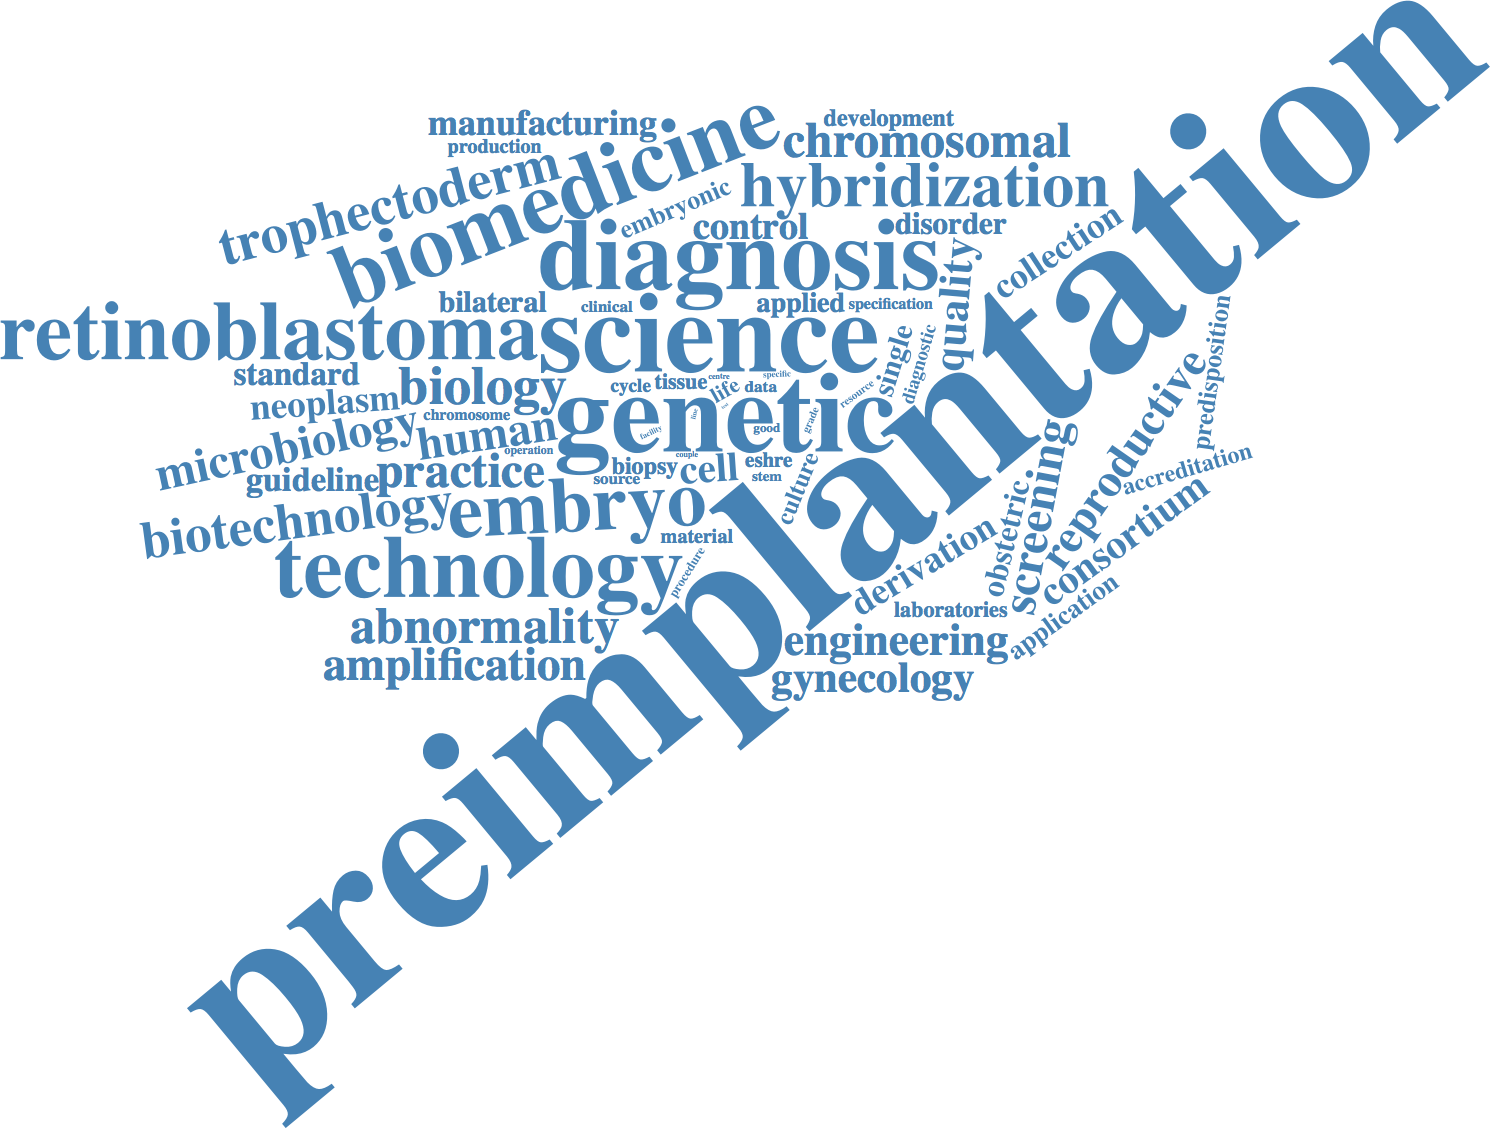 manufacturing
production
development
chromosomal
trophectoderm
biomedicine
embryonic
hybridization
control
disorder
collection
diagnosis
quality
bilateral
clinical
applied
specification
retinoblastoma
science
single
diagnostic
predisposition
standard
biology
cycle
tissue
centre
life
specific
data
resource
neoplasm
chromosome
genetic
line
good
grade
facility
microbiology
human
operation
couple
guideline
practice
source
biopsy
cell
eshre
stem
culture
screening
reproductive
accreditation
biotechnology
embryo
material
obstetric
consortium
technology
procedure
derivation
application
laboratories
abnormality
engineering
amplification
gynecology
preimplantation